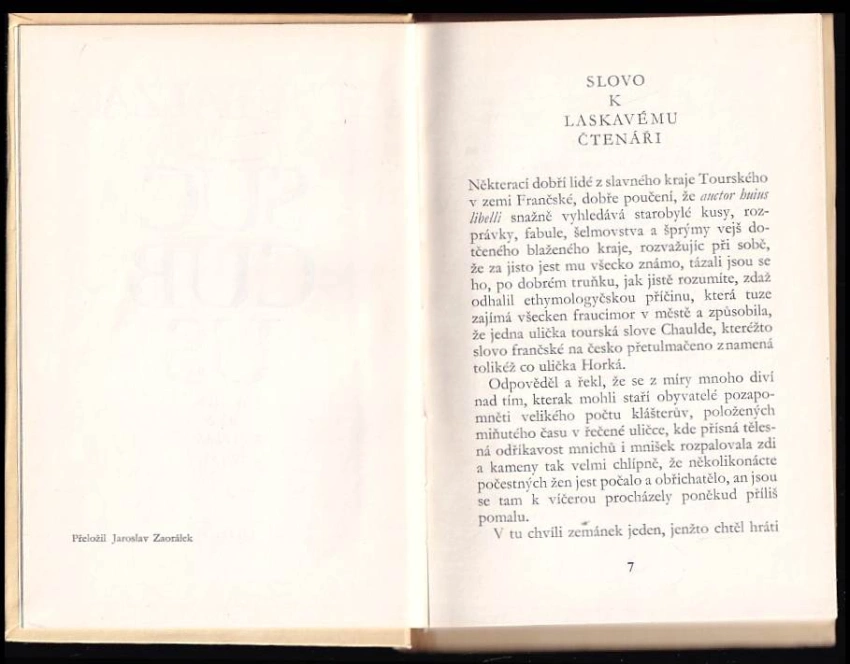 Přeložil Jaroslav Zaorálek
SLOVO
K
LASKAVÉMU
ČTENÁŘI
Některaci dobří lidé z slavného kraje Tourského
v zemi Frančské, dobře poučení, že auctor huius
libelli snažně vyhledává starobylé kusy, roz-
právky, fabule, šelmovstva a šprýmy vejš do-
tčeného blaženého kraje, rozvažujíc při sobě,
že za jisto jest mu všecko známo, tázali jsou se
ho, po dobrém truňku, jak jistě rozumíte, zdaž
odhalil ethymologyčskou příčinu, která tuze
zajímá všecken fraucimor v městě a způsobila,
že jedna ulička tourská slove Chaulde, kteréžto
slovo frančské na česko přetulmačeno znamená
tolikéž co ulička Horká.
Odpověděl a řekl, že se z míry mnoho diví
nad tím, kterak mohli staří obyvatelé pozapo-
mněti velikého počtu klášterův, položených
miňutého času v řečené uličce, kde přísná těles-
ná odříkavost mnichů i mnišek rozpalovala zdi
a kameny tak velmi chlípně, že několikonácte
počestných žen jest počalo a obřichatělo, an jsou
se tam k víčerou procházely poněkud příliš
pomalu.
V tu chvíli zemánek jeden, jenžto chtěl hráti
7